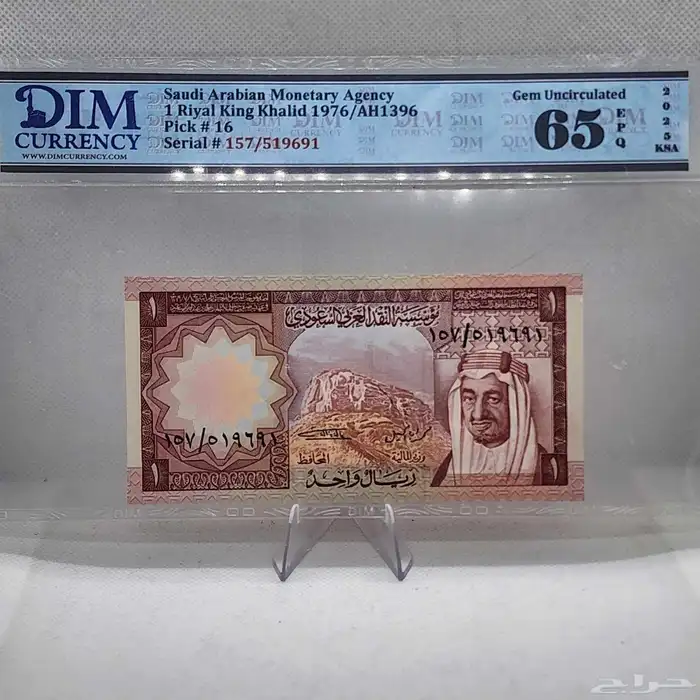 DIM
CURRENCY
WWW.DIMCURRENCY.COM
Saudi Arabian Monetary Agency
1 Riyal King Khalid 1976/AH1396
Pick # 16
Serial # 157/519691
Gem Uncirculated
65
EPQ
2025
KSA
مؤسسة النقد العربي السعودي
١٥٧/٥١٩٦٩١
١
١٥٧/٥١٩٦٩١
وزير المالية
المحافظ
ريال واحد
١
١
حراج